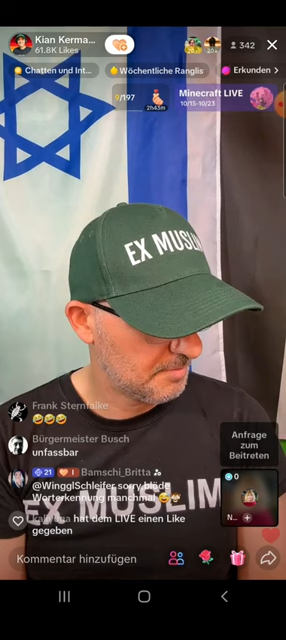 Kian Kerma...
61.8K Likes
342
Chatten und Int...
Wöchentliche Ranglis
Erkunden >
9/197
2h43m
Minecraft LIVE
10/15-10/23
EX MUSLIM
Frank Sternfalke
🤣🤣🤣
Bürgermeister Busch
unfassbar
21 I Bamschi_Britta
@WingglSchleifer sorry blöde
Worterkennung manchmal
EX MUSLIM
hat dem LIVE einen Like
gegeben
Anfrage
zum
Beitreten
0
N...
Kommentar hinzufügen